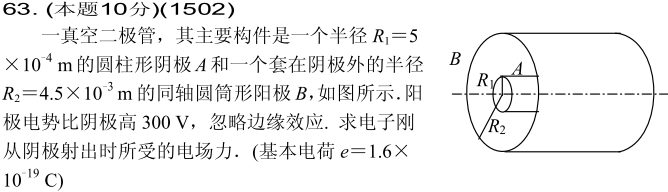 63. (本题10分)(1502)
一真空二极管，其主要构件是一个半径 R₁＝5
×10⁻⁴ m 的圆柱形阴极 A 和一个套在阴极外的半径
R₂＝4.5×10⁻³ m 的同轴圆筒形阳极 B，如图所示．阳
极电势比阴极高 300 V，忽略边缘效应. 求电子刚
从阴极射出时所受的电场力．(基本电荷 e＝1.6×
10⁻¹⁹ C)
B
A
R₁
R₂